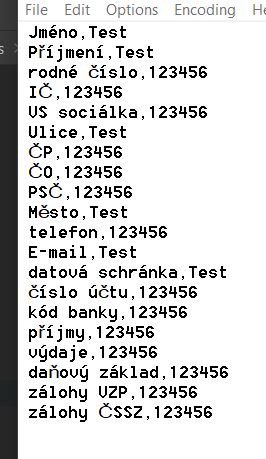 File Edit Options Encoding He
Jméno,Test
Příjmení,Test
rodné číslo,123456
IČ,123456
VS sociálka,123456
Ulice,Test
ČP,123456
ČO,123456
PSČ,123456
Město,Test
telefon,123456
E-mail,Test
datová schránka,Test
číslo účtu,123456
kód banky,123456
příjmy,123456
výdaje,123456
daňový základ,123456
zálohy VZP,123456
zálohy ČSSZ,123456